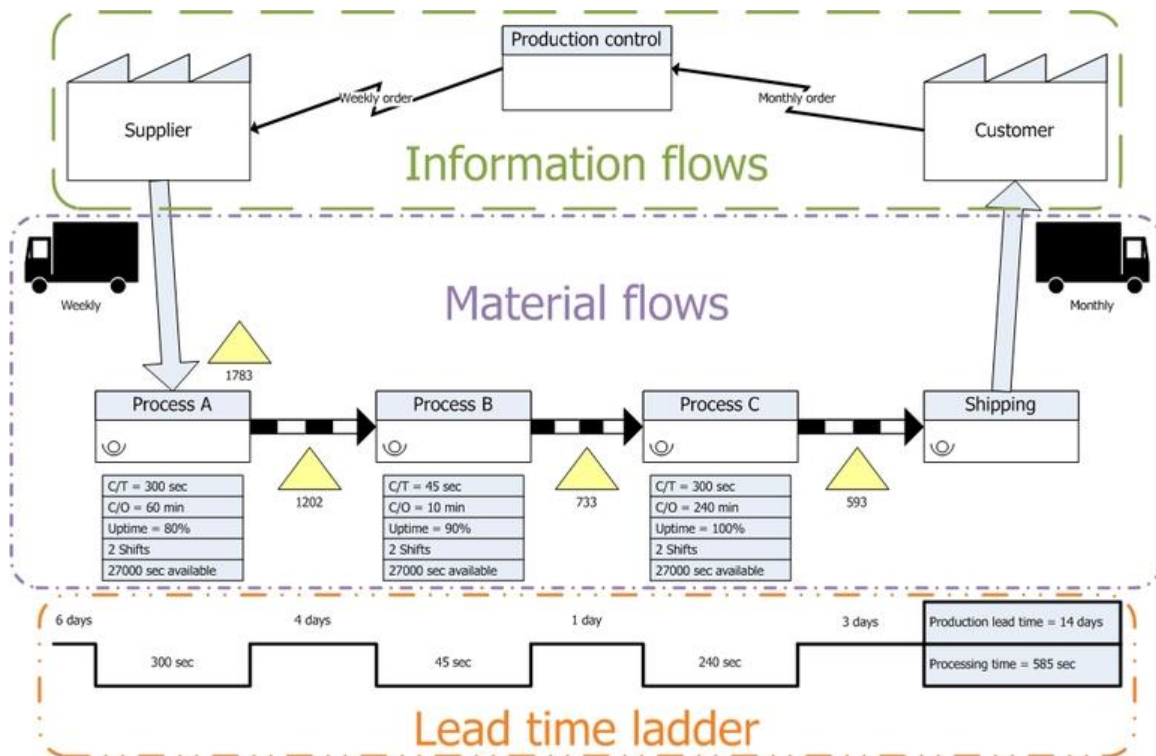 Production control
Supplier
Weekly order
Monthly order
Customer
Information flows
Weekly
Material flows
Monthly
1783
Process A
Process B
Process C
Shipping
1202
733
593
C/T = 300 sec
C/O = 60 min
Uptime = 80%
2 Shifts
27000 sec available
C/T = 45 sec
C/O = 10 min
Uptime = 90%
2 Shifts
27000 sec available
C/T = 300 sec
C/O = 240 min
Uptime = 100%
2 Shifts
27000 sec available
6 days
4 days
1 day
3 days
Production lead time = 14 days
300 sec
45 sec
240 sec
Processing time = 585 sec
Lead time ladder